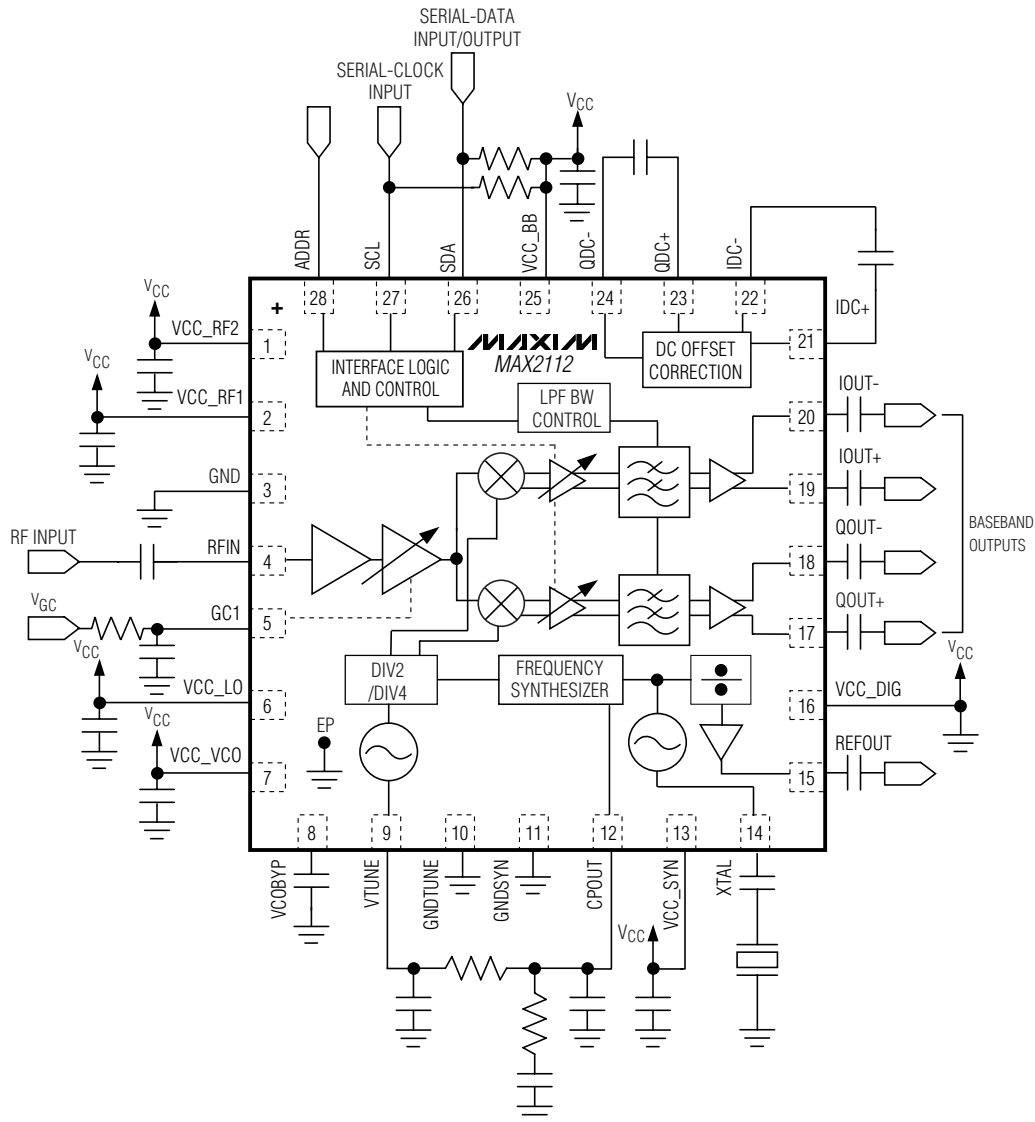 SERIAL-DATA
INPUT/OUTPUT
SERIAL-CLOCK
INPUT
VCC
ADDR
SCL
SDA
VCC_BB
QDC-
QDC+
IDC-
28
27
26
25
24
23
22
+
VCC
VCC_RF2
1
VCC
VCC_RF1
2
GND
3
RF INPUT
RFIN
4
VGC
GC1
5
VCC
VCC_LO
6
VCC
VCC_VCO
7
MAXIM
MAX2112
INTERFACE LOGIC
AND CONTROL
DC OFFSET
CORRECTION
LPF BW
CONTROL
DIV2
/DIV4
FREQUENCY
SYNTHESIZER
EP
IDC+
21
IOUT-
20
IOUT+
19
QOUT-
18
QOUT+
17
BASEBAND
OUTPUTS
VCC
VCC_DIG
16
REFOUT
15
8
9
10
11
12
13
14
VCOBYP
VTUNE
GNDTUNE
GNDSYN
CPOUT
VCC_SYN
XTAL
VCC